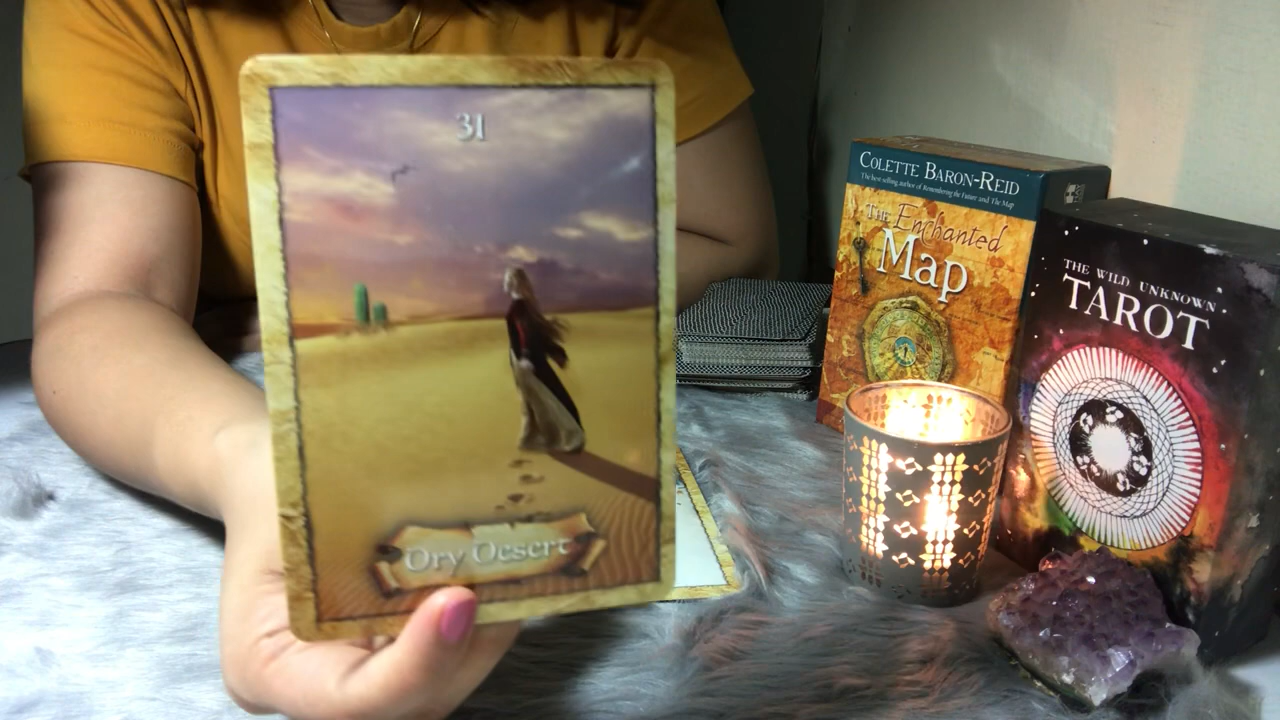 31
Dry Desert
COLETTE BARON-REID
The best-selling author of Remembering the Future and The Map
THE Enchanted
Map
THE WILD UNKNOWN
TAROT